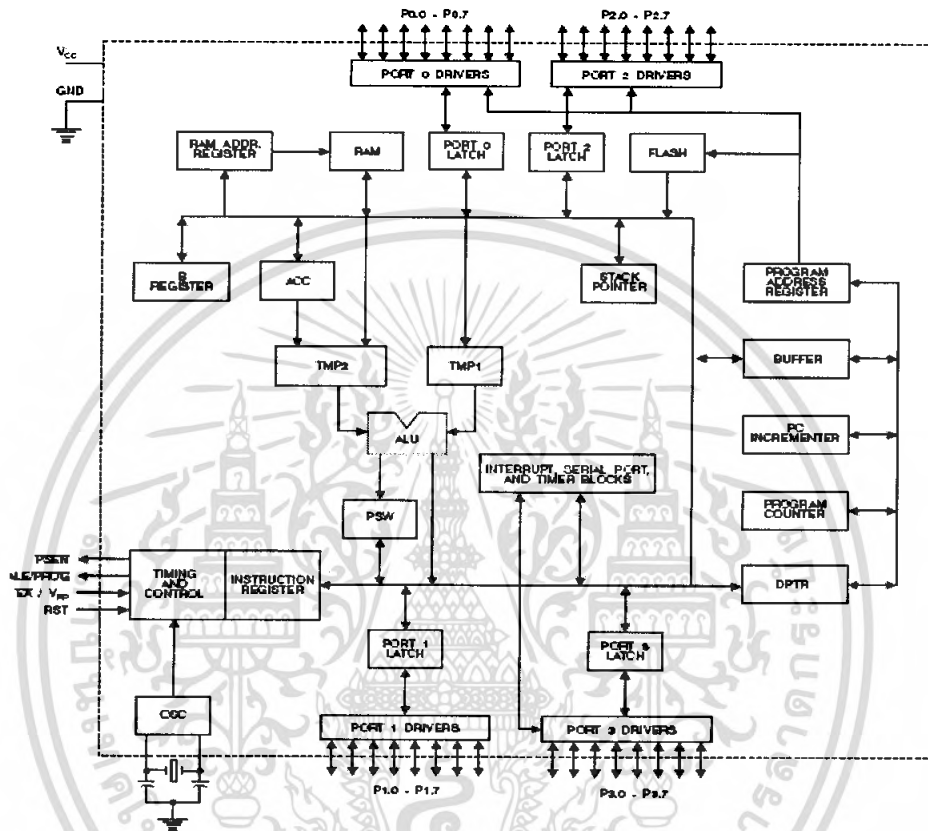 P0.0 - P0.7
P2.0 - P2.7
VCC
PORT 0 DRIVERS
PORT 2 DRIVERS
GND
RAM ADDR.
REGISTER
RAM
PORT 0
LATCH
PORT 2
LATCH
FLASH
B
REGISTER
ACC
STACK
POINTER
PROGRAM
ADDRESS
REGISTER
TMP2
TMP1
BUFFER
ALU
PC
INCREMENTER
INTERRUPT, SERIAL PORT,
AND TIMER BLOCKS
PSW
PROGRAM
COUNTER
PSEN
ALE/PROG
EA / VPP
RST
TIMING
AND
CONTROL
INSTRUCTION
REGISTER
DPTR
PORT 1
LATCH
PORT 3
LATCH
OSC
PORT 1 DRIVERS
PORT 3 DRIVERS
P1.0 - P1.7
P3.0 - P3.7